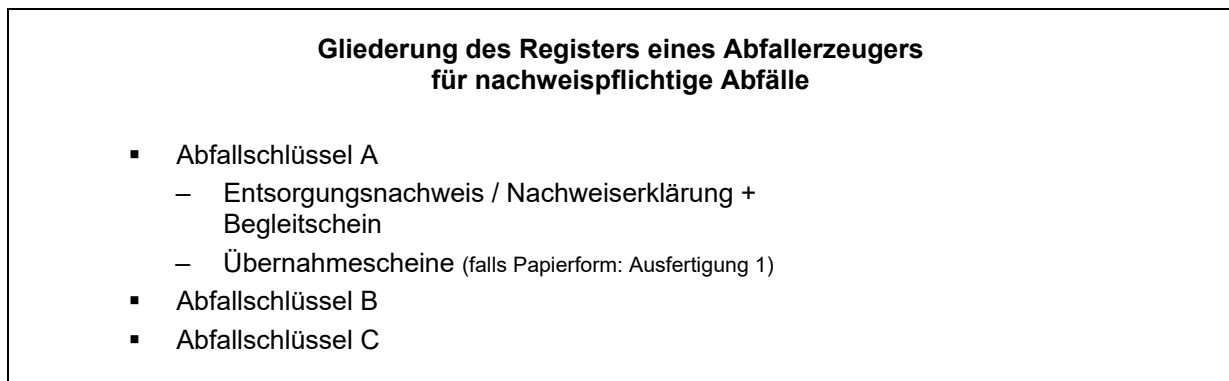 Gliederung des Registers eines Abfallerzeugers
für nachweispflichtige Abfälle
▪ Abfallschlüssel A
– Entsorgungsnachweis / Nachweiserklärung +
Begleitschein
– Übernahmescheine (falls Papierform: Ausfertigung 1)
▪ Abfallschlüssel B
▪ Abfallschlüssel C